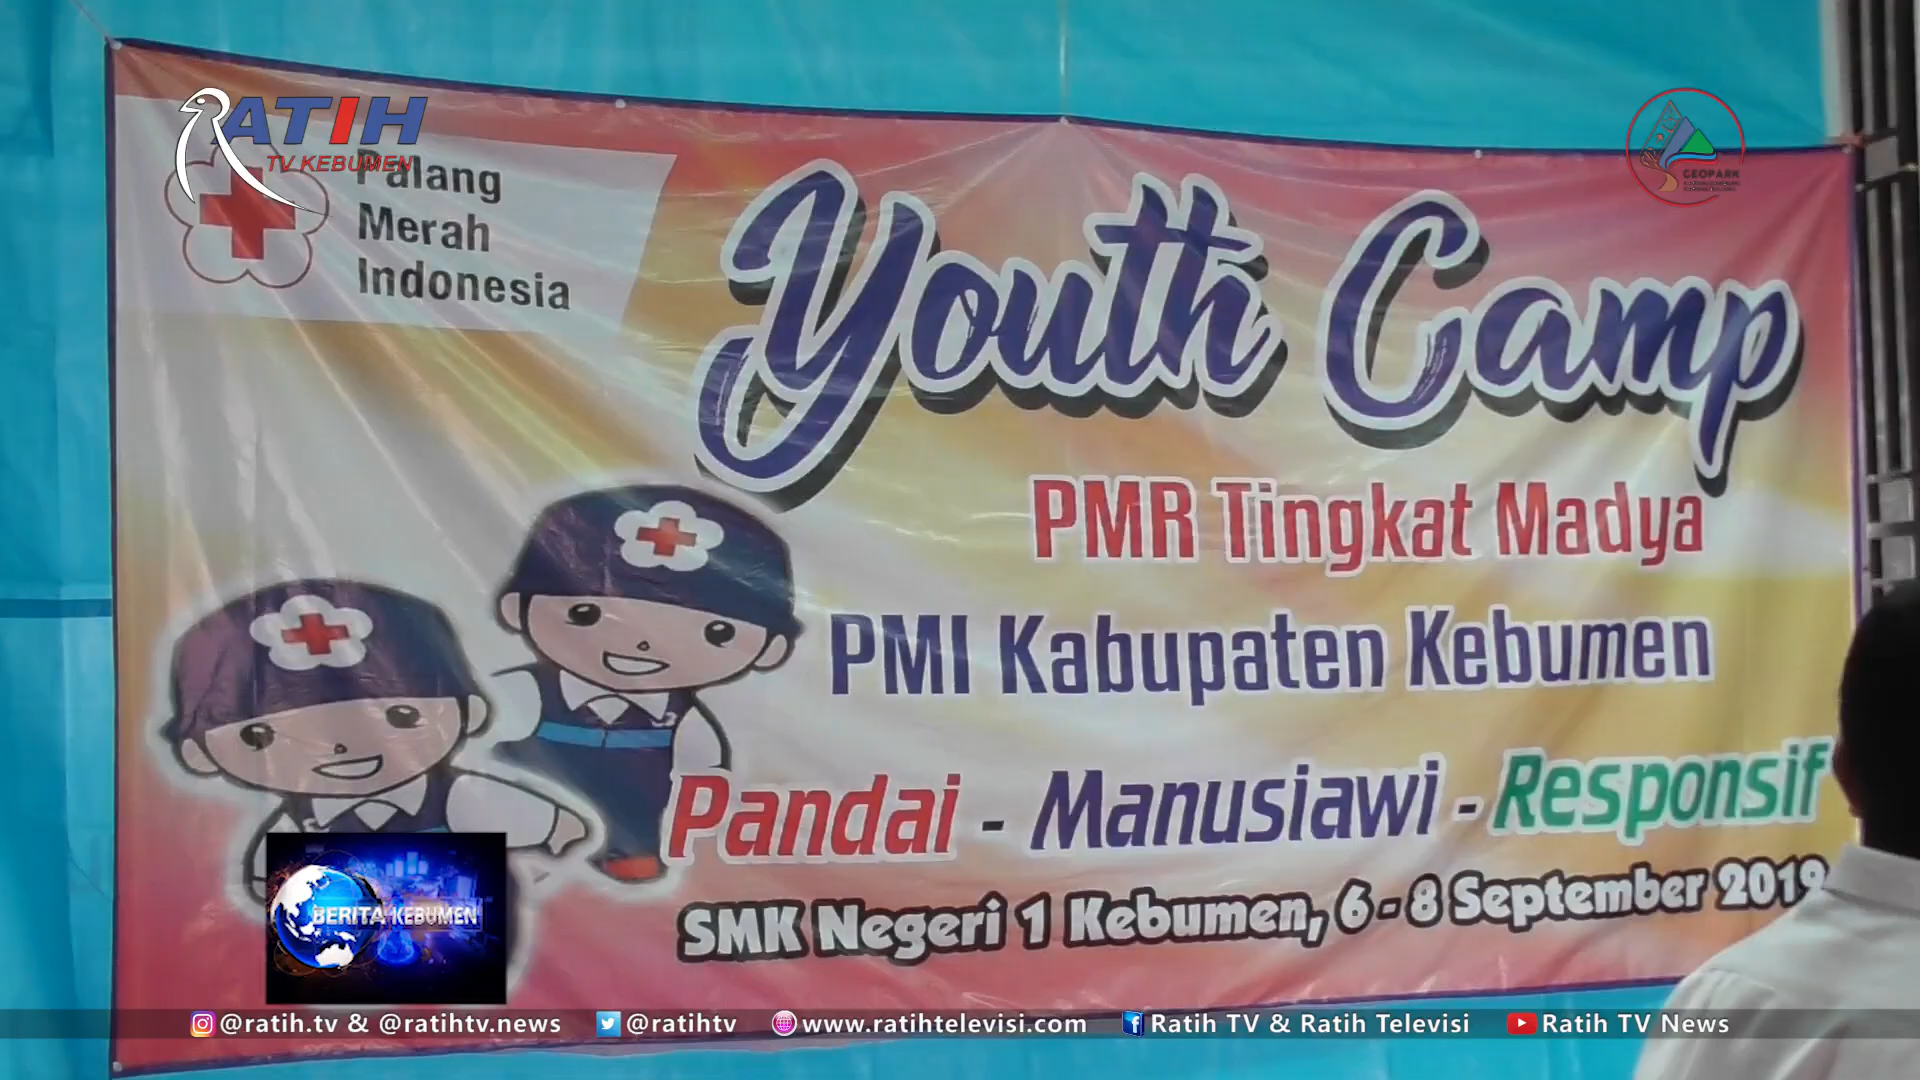 RATIH
TV KEBUMEN
GEOPARK
Palang
Merah
Indonesia
Youth Camp
PMR Tingkat Madya
PMI Kabupaten Kebumen
Pandai - Manusiawi - Responsif
SMK Negeri 1 Kebumen, 6 - 8 September 2019
BERITA KEBUMEN
@ratih.tv & @ratihtv.news @ratihtv www.ratihtelevisi.com Ratih TV & Ratih Televisi Ratih TV News